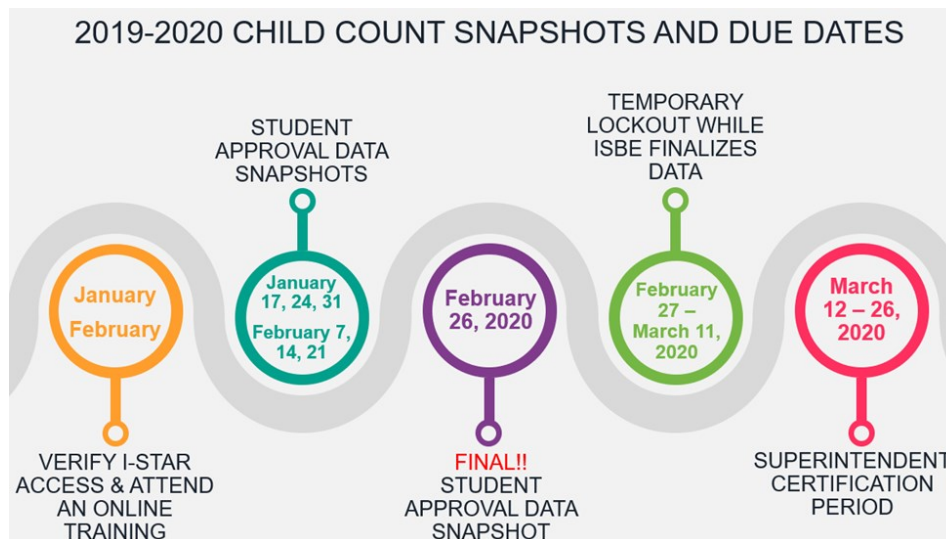 2019-2020 CHILD COUNT SNAPSHOTS AND DUE DATES
January
February
VERIFY I-STAR
ACCESS & ATTEND
AN ONLINE
TRAINING
STUDENT
APPROVAL DATA
SNAPSHOTS
January
17, 24, 31
February 7,
14, 21
February
26, 2020
FINAL!!
STUDENT
APPROVAL DATA
SNAPSHOT
TEMPORARY
LOCKOUT WHILE
ISBE FINALIZES
DATA
February
27 –
March 11,
2020
March
12 – 26,
2020
SUPERINTENDENT
CERTIFICATION
PERIOD